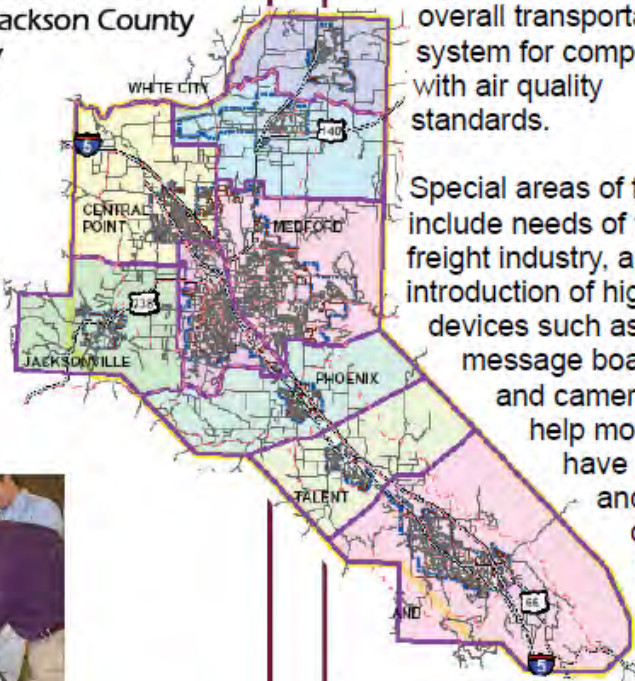 ackson County
overall transporta
system for comp
with air quality
standards.
Special areas of
include needs of
freight industry, a
introduction of hig
devices such as
message boa
and camer
help mo
have
and
WHITE CITY
140
5
CENTRAL
POINT
MEDFORD
238
JACKSONVILLE
PHOENIX
TALENT
AND
66
5